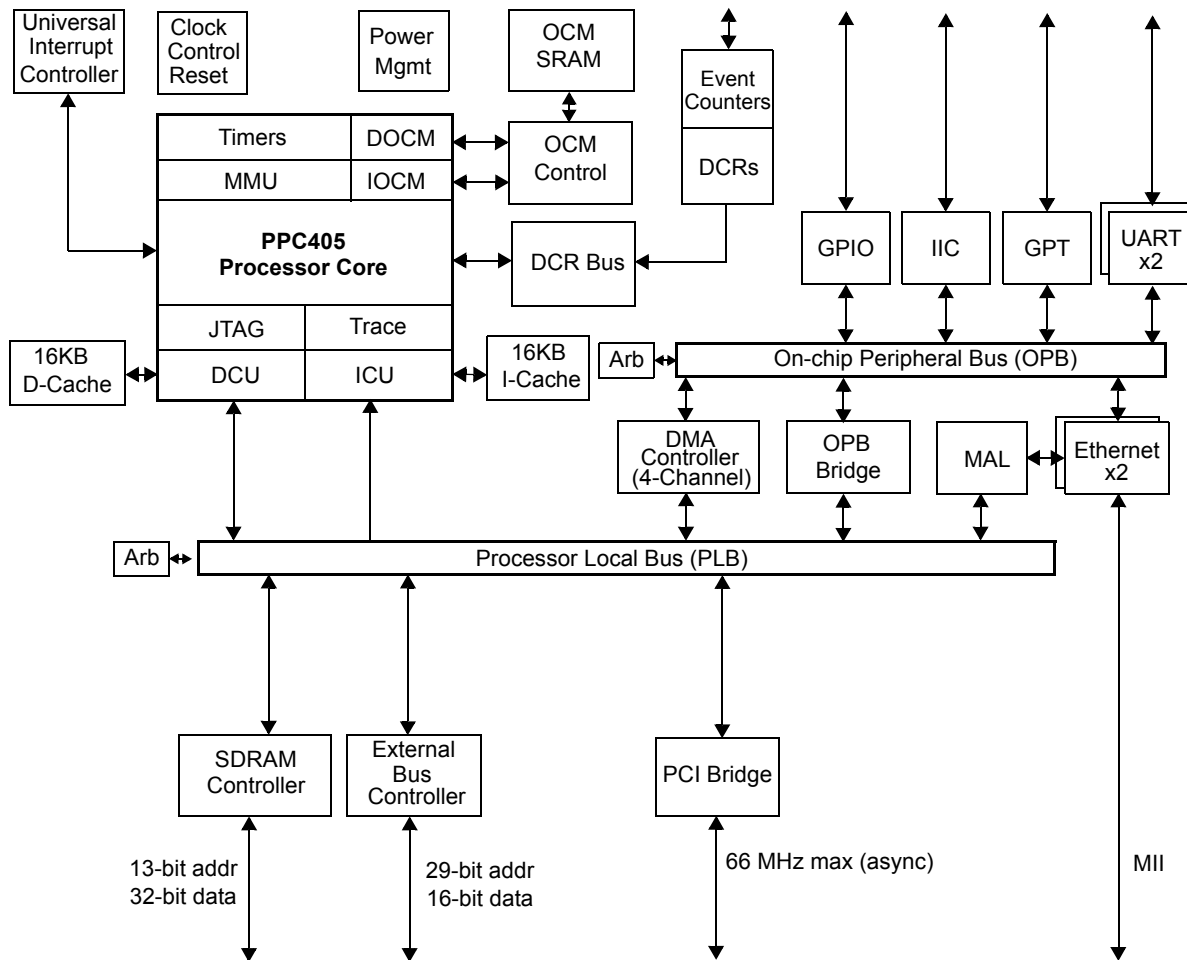 Universal
Interrupt
Controller
Clock
Control
Reset
Power
Mgmt
OCM
SRAM
Event
Counters
Timers
DOCM
OCM
Control
DCRs
MMU
IOCM
PPC405
Processor Core
DCR Bus
GPIO
IIC
GPT
UART
x2
JTAG
Trace
16KB
D-Cache
DCU
ICU
16KB
I-Cache
Arb
On-chip Peripheral Bus (OPB)
DMA
Controller
(4-Channel)
OPB
Bridge
MAL
Ethernet
x2
Arb
Processor Local Bus (PLB)
SDRAM
Controller
External
Bus
Controller
PCI Bridge
13-bit addr
32-bit data
29-bit addr
16-bit data
66 MHz max (async)
MII